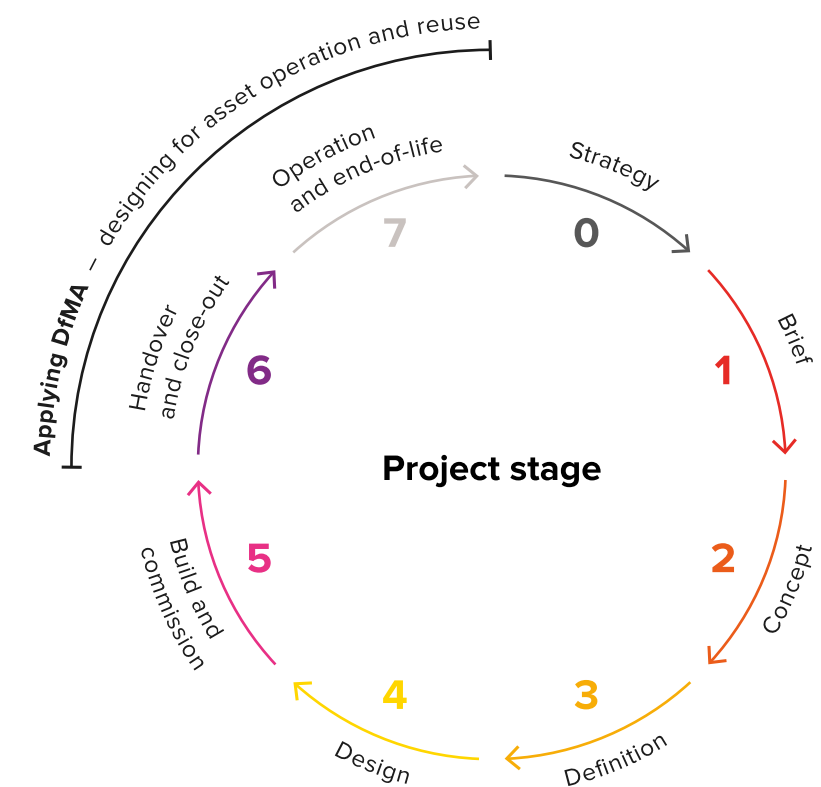 Applying DfMA – designing for asset operation and reuse
Strategy
0
Brief
1
Concept
2
Definition
3
Design
4
Build and
commission
5
Handover
and close-out
6
Operation
and end-of-life
7
Project stage